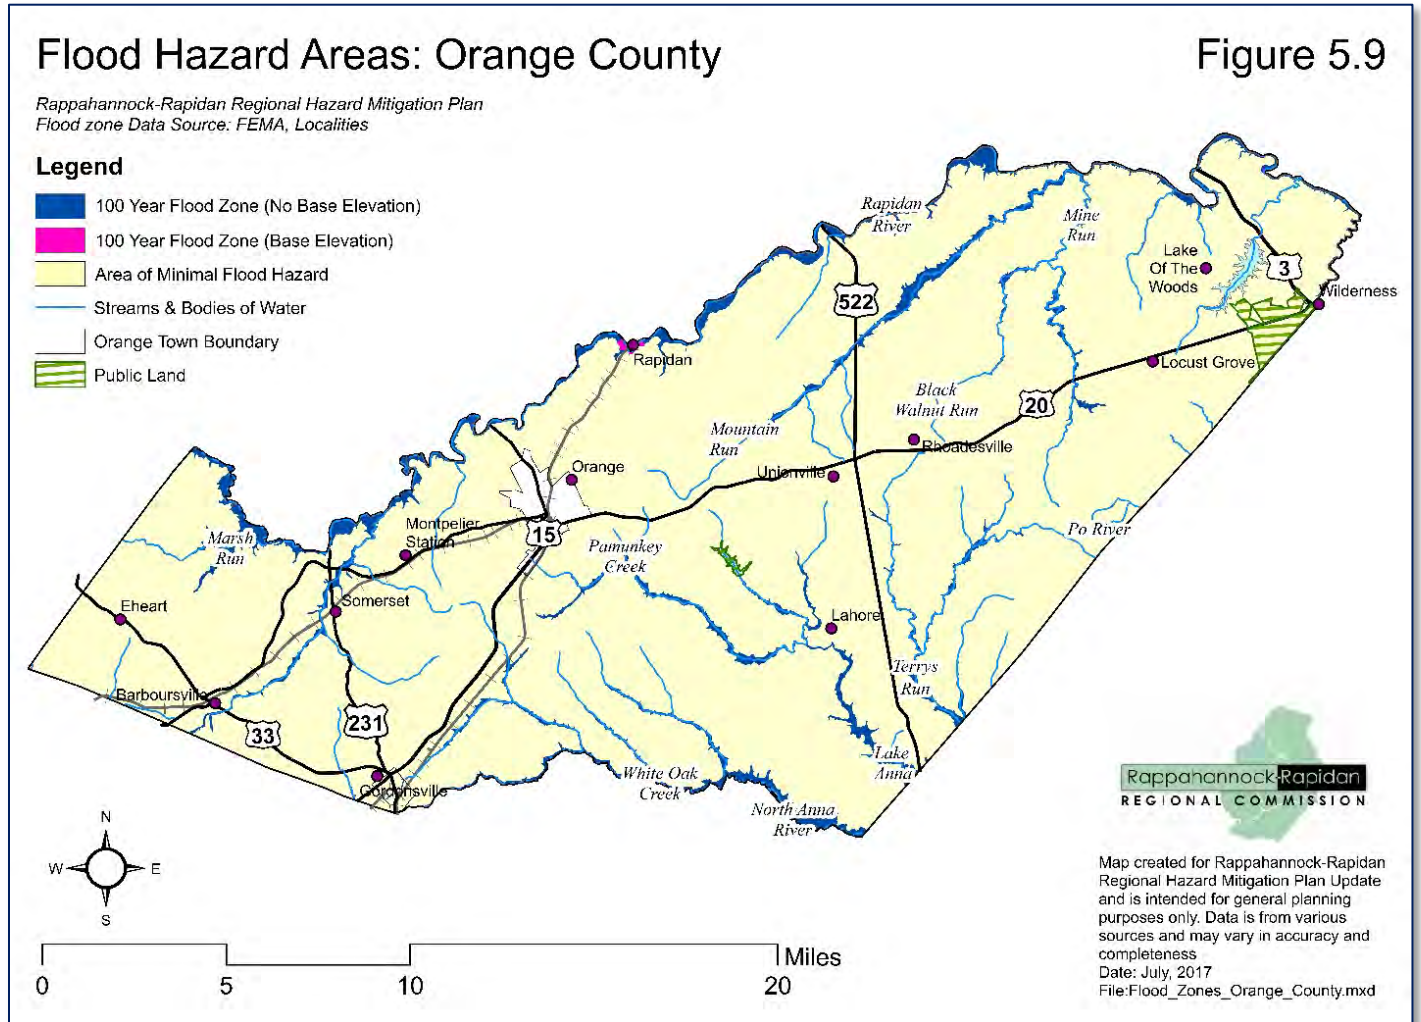 Flood Hazard Areas: Orange County
Figure 5.9
Rappahannock-Rapidan Regional Hazard Mitigation Plan
Flood zone Data Source: FEMA, Localities
Legend
100 Year Flood Zone (No Base Elevation)
100 Year Flood Zone (Base Elevation)
Area of Minimal Flood Hazard
Streams & Bodies of Water
Orange Town Boundary
Public Land
Rapidan
River
Mine
Run
Lake
Of The
Woods
3
Wilderness
522
Rapidan
Locust Grove
20
Black
Walnut Run
Mountain
Run
Rhoadesville
Orange
Unionville
Montpelier
Station
15
Po River
Marsh
Run
Pamunkey
Creek
Eheart
Somerset
Lahore
Terrys
Run
Barboursville
231
33
Lake
Anna
White Oak
Creek
Gordonsville
North Anna
River
N
W
E
S
0
5
10
20
Miles
Rappahannock-Rapidan
REGIONAL COMMISSION
Map created for Rappahannock-Rapidan
Regional Hazard Mitigation Plan Update
and is intended for general planning
purposes only. Data is from various
sources and may vary in accuracy and
completeness
Date: July, 2017
File:Flood_Zones_Orange_County.mxd